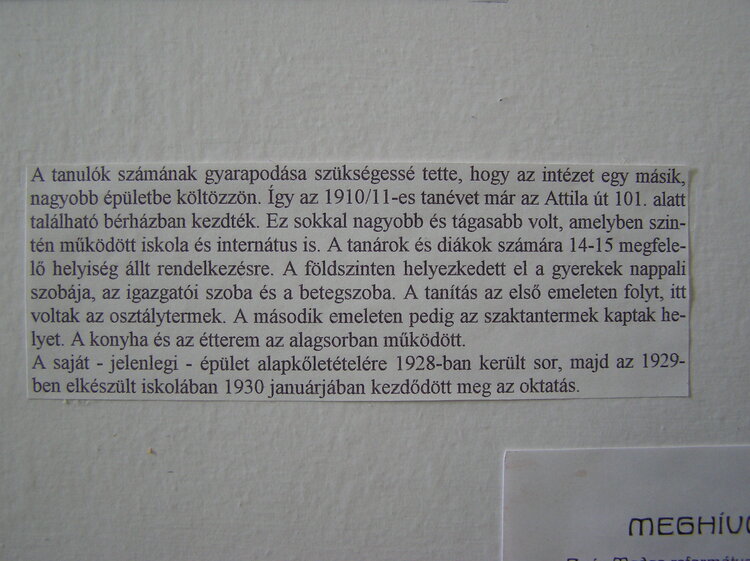 A tanulók számának gyarapodása szükségessé tette, hogy az intézet egy másik,
nagyobb épületbe költözzön. Így az 1910/11-es tanévet már az Attila út 101. alatt
található bérházban kezdték. Ez sokkal nagyobb és tágasabb volt, amelyben szin-
tén működött iskola és internátus is. A tanárok és diákok számára 14-15 megfele-
lő helyiség állt rendelkezésre. A földszinten helyezkedett el a gyerekek nappali
szobája, az igazgatói szoba és a betegszoba. A tanítás az első emeleten folyt, itt
voltak az osztálytermek. A második emeleten pedig az szaktantermek kaptak he-
lyet. A konyha és az étterem az alagsorban működött.
A saját - jelenlegi - épület alapkőletételére 1928-ban került sor, majd az 1929-
ben elkészült iskolában 1930 januárjában kezdődött meg az oktatás.